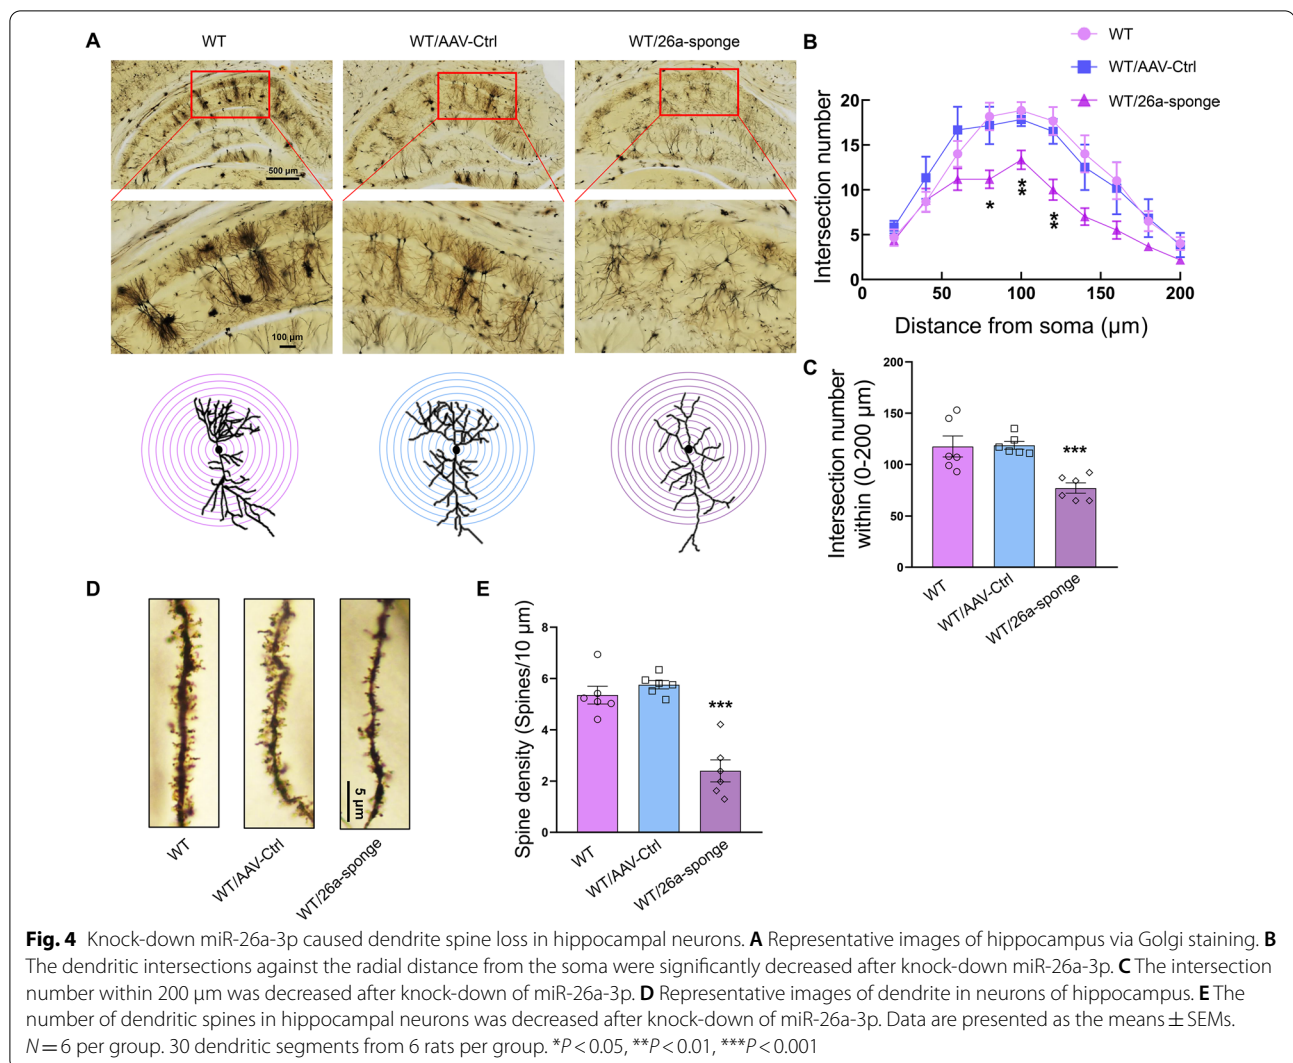 A
WT
WT/AAV-Ctrl
WT/26a-sponge
500 µm
100 µm
B
WT
WT/AAV-Ctrl
WT/26a-sponge
Intersection number
20
15
10
5
0
*
**
**
0
50
100
150
200
Distance from soma (µm)
C
Intersection number
within (0-200 µm)
200
150
100
50
0
***
WT
WT/AAV-Ctrl
WT/26a-sponge
D
5 µm
WT
WT/AAV-Ctrl
WT/26a-sponge
E
Spine density (Spines/10 µm)
8
6
4
2
0
***
WT
WT/AAV-Ctrl
WT/26a-sponge
Fig. 4 Knock-down miR-26a-3p caused dendrite spine loss in hippocampal neurons. A Representative images of hippocampus via Golgi staining. B
The dendritic intersections against the radial distance from the soma were significantly decreased after knock-down miR-26a-3p. C The intersection
number within 200 µm was decreased after knock-down of miR-26a-3p. D Representative images of dendrite in neurons of hippocampus. E The
number of dendritic spines in hippocampal neurons was decreased after knock-down of miR-26a-3p. Data are presented as the means ± SEMs.
N = 6 per group. 30 dendritic segments from 6 rats per group. *P < 0.05, **P < 0.01, ***P < 0.001